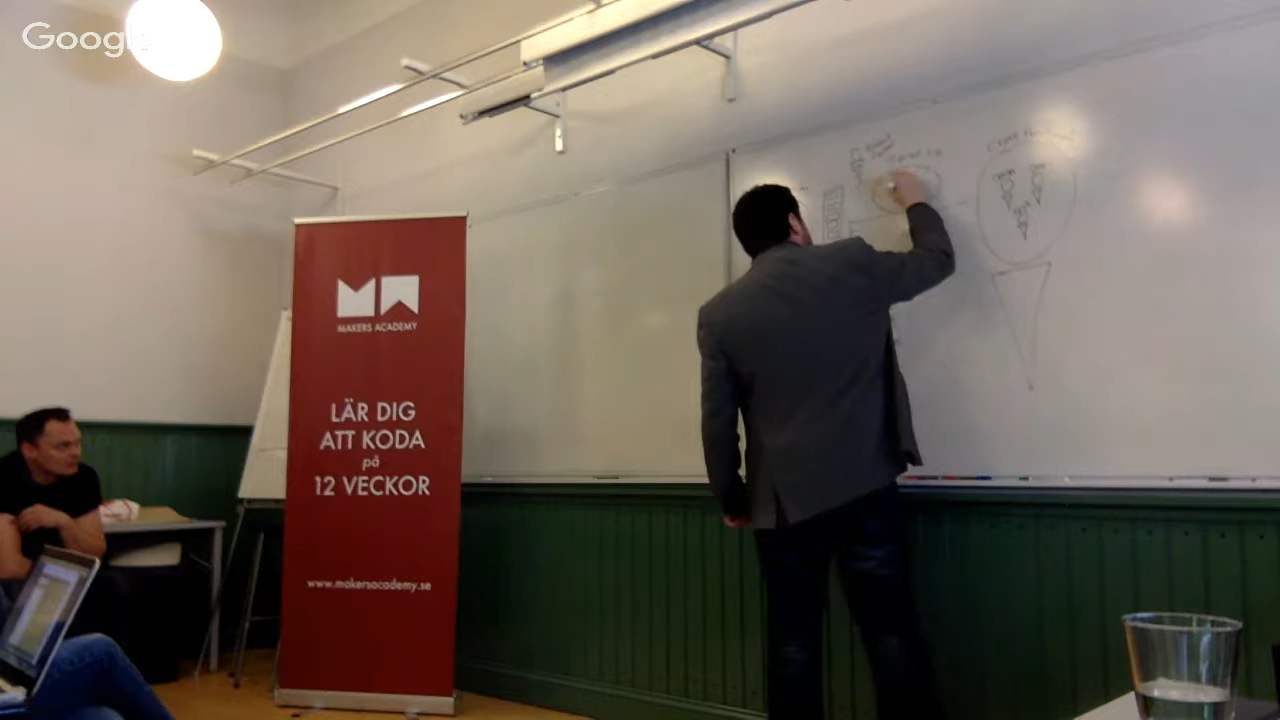 Google
MAKERS ACADEMY
LÄR DIG
ATT KODA
på
12 VECKOR
www.makersacademy.se